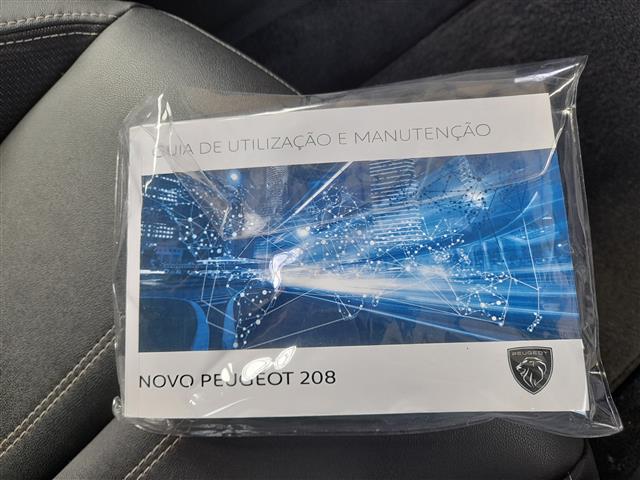 GUIA DE UTILIZAÇÃO E MANUTENÇÃO
NOVO PEUGEOT 208
PEUGEOT